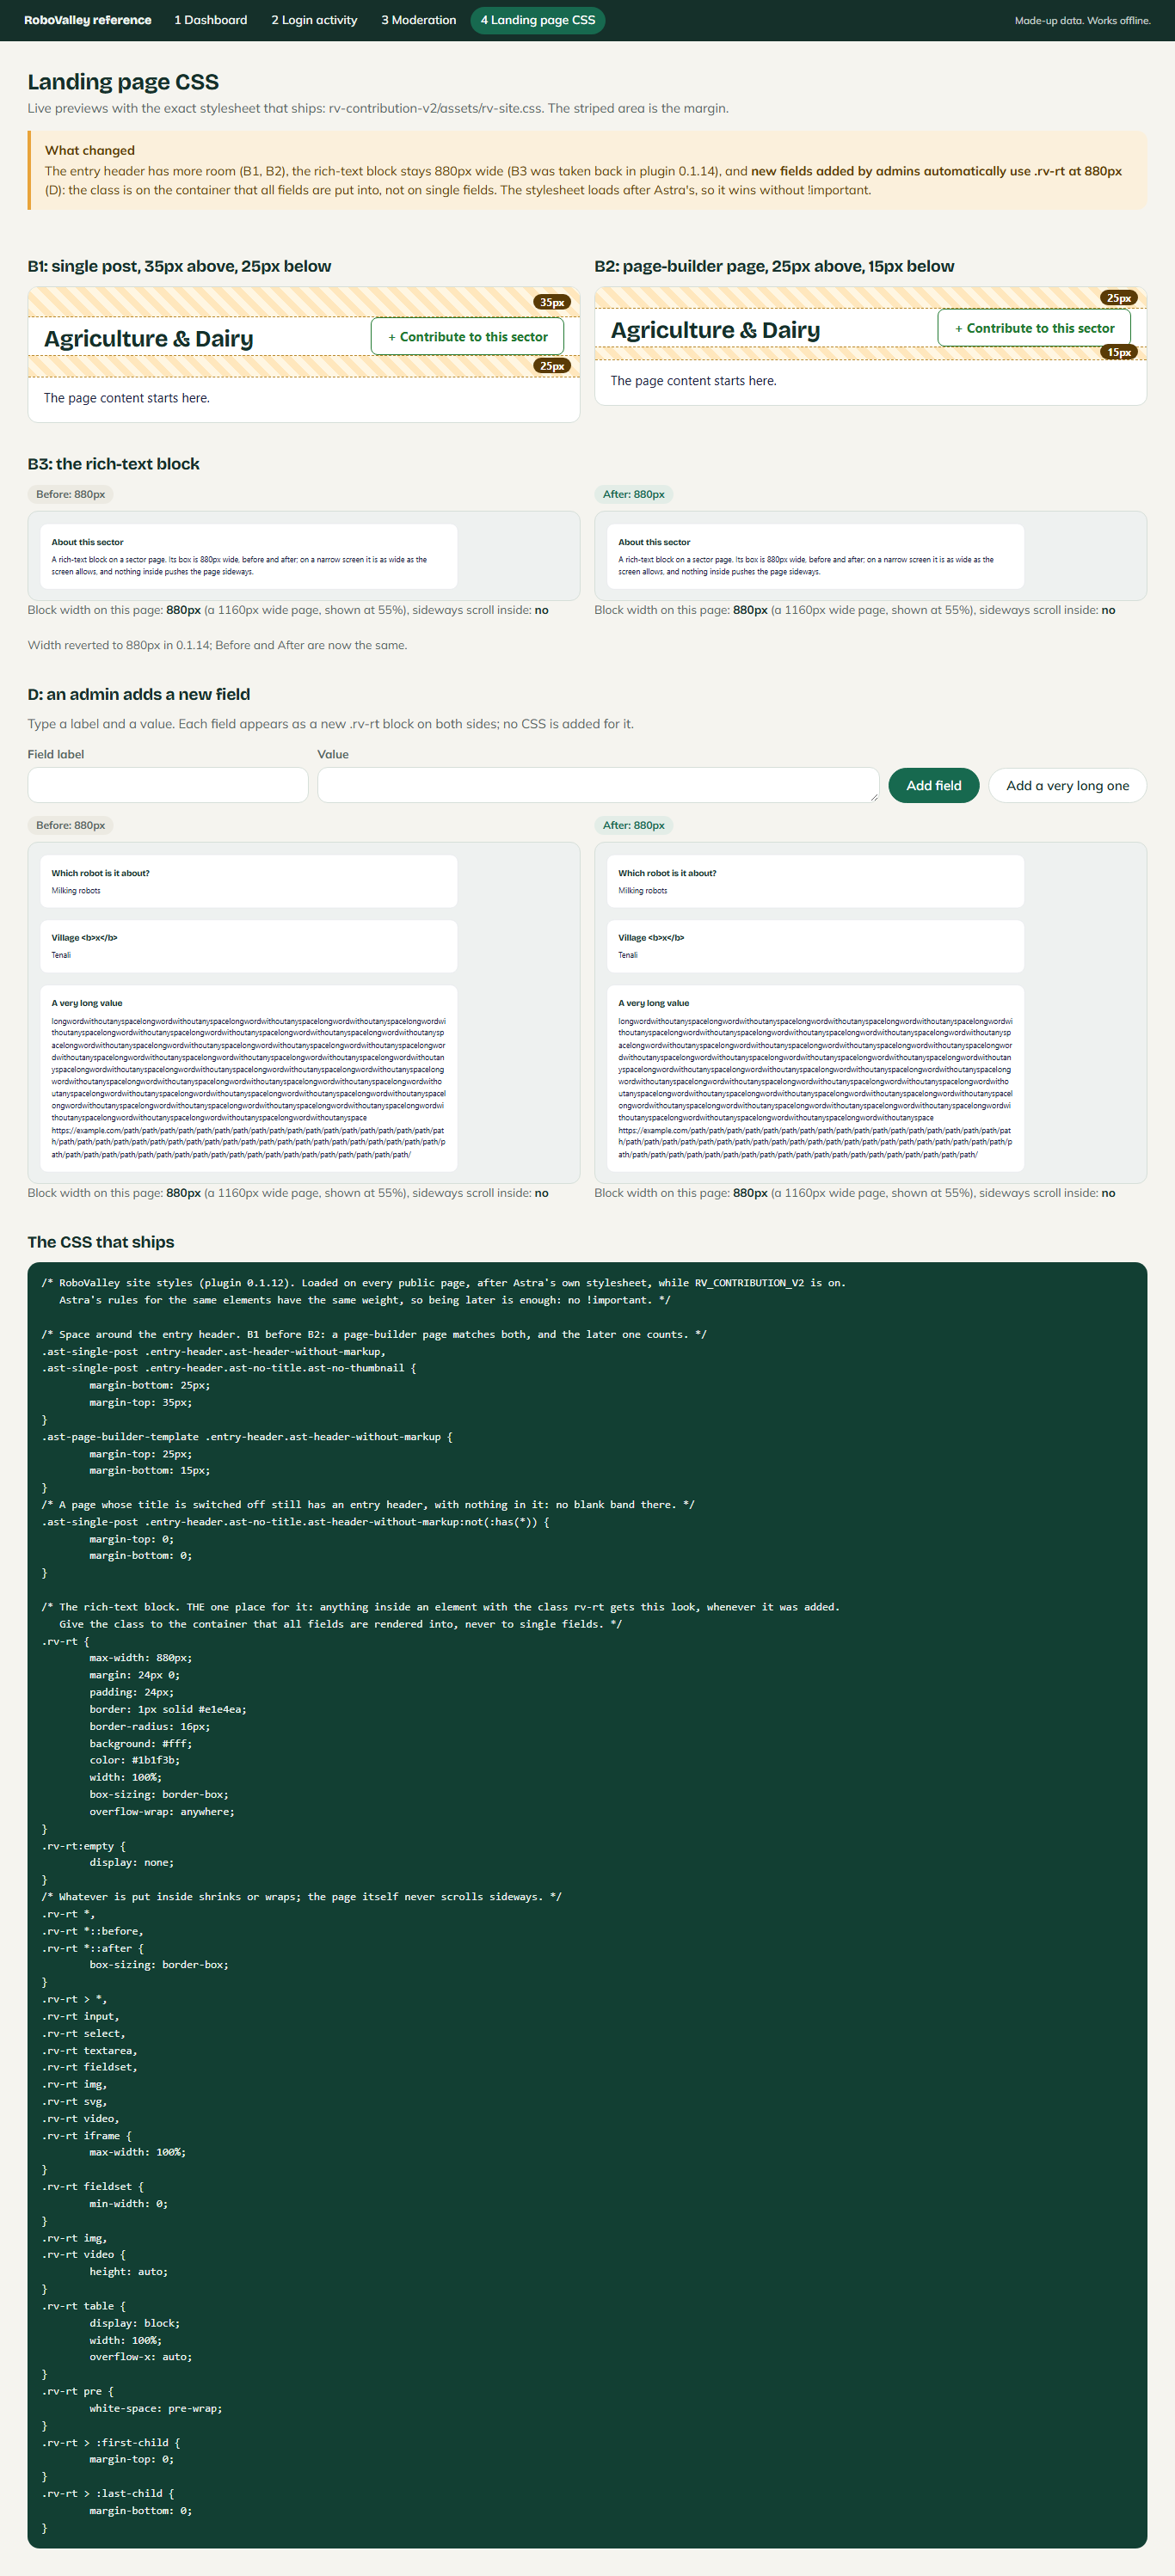 RoboValley reference
1 Dashboard
2 Login activity
3 Moderation
4 Landing page CSS
Made-up data. Works offline.
Landing page CSS
Live previews with the exact stylesheet that ships: rv-contribution-v2/assets/rv-site.css. The striped area is the margin.
What changed
The entry header has more room (B1, B2), the rich-text block stays 880px wide (B3 was taken back in plugin 0.1.14), and new fields added by admins automatically use .rv-rt at 880px
(D): the class is on the container that all fields are put into, not on single fields. The stylesheet loads after Astra's, so it wins without !important.
B1: single post, 35px above, 25px below
35px
Agriculture & Dairy
+ Contribute to this sector
25px
The page content starts here.
B2: page-builder page, 25px above, 15px below
25px
Agriculture & Dairy
+ Contribute to this sector
15px
The page content starts here.
B3: the rich-text block
Before: 880px
About this sector
A rich-text block on a sector page. Its box is 880px wide, before and after; on a narrow screen it is as wide as the
screen allows, and nothing inside pushes the page sideways.
Block width on this page: 880px (a 1160px wide page, shown at 55%), sideways scroll inside: no
After: 880px
About this sector
A rich-text block on a sector page. Its box is 880px wide, before and after; on a narrow screen it is as wide as the
screen allows, and nothing inside pushes the page sideways.
Block width on this page: 880px (a 1160px wide page, shown at 55%), sideways scroll inside: no
Width reverted to 880px in 0.1.14; Before and After are now the same.
D: an admin adds a new field
Type a label and a value. Each field appears as a new .rv-rt block on both sides; no CSS is added for it.
Field label
Value
Add field
Add a very long one
Before: 880px
Which robot is it about?
Milking robots
Village <b>x</b>
Tenali
A very long value
Block width on this page: 880px (a 1160px wide page, shown at 55%), sideways scroll inside: no
After: 880px
Which robot is it about?
Milking robots
Village <b>x</b>
Tenali
A very long value
Block width on this page: 880px (a 1160px wide page, shown at 55%), sideways scroll inside: no
The CSS that ships
/* RoboValley site styles (plugin 0.1.12). Loaded on every public page, after Astra's own stylesheet, while RV_CONTRIBUTION_V2 is on.
Astra's rules for the same elements have the same weight, so being later is enough: no !important. */
/* Space around the entry header. B1 before B2: a page-builder page matches both, and the later one counts. */
.ast-single-post .entry-header.ast-header-without-markup,
.ast-single-post .entry-header.ast-no-title.ast-no-thumbnail {
margin-bottom: 25px;
margin-top: 35px;
}
.ast-page-builder-template .entry-header.ast-header-without-markup {
margin-top: 25px;
margin-bottom: 15px;
}
/* A page whose title is switched off still has an entry header, with nothing in it: no blank band there. */
.ast-single-post .entry-header.ast-no-title.ast-header-without-markup:not(:has(*)) {
margin-top: 0;
margin-bottom: 0;
}
/* The rich-text block. THE one place for it: anything inside an element with the class rv-rt gets this look, whenever it was added.
Give the class to the container that all fields are rendered into, never to single fields. */
.rv-rt {
max-width: 880px;
margin: 24px 0;
padding: 24px;
border: 1px solid #e1e4ea;
border-radius: 16px;
background: #fff;
color: #1b1f3b;
width: 100%;
box-sizing: border-box;
overflow-wrap: anywhere;
}
.rv-rt:empty {
display: none;
}
/* Whatever is put inside shrinks or wraps; the page itself never scrolls sideways. */
.rv-rt *,
.rv-rt *::before,
.rv-rt *::after {
box-sizing: border-box;
}
.rv-rt > *,
.rv-rt input,
.rv-rt select,
.rv-rt textarea,
.rv-rt fieldset,
.rv-rt img,
.rv-rt svg,
.rv-rt video,
.rv-rt iframe {
max-width: 100%;
}
.rv-rt fieldset {
min-width: 0;
}
.rv-rt img,
.rv-rt video {
height: auto;
}
.rv-rt table {
display: block;
width: 100%;
overflow-x: auto;
}
.rv-rt pre {
white-space: pre-wrap;
}
.rv-rt > :first-child {
margin-top: 0;
}
.rv-rt > :last-child {
margin-bottom: 0;
}